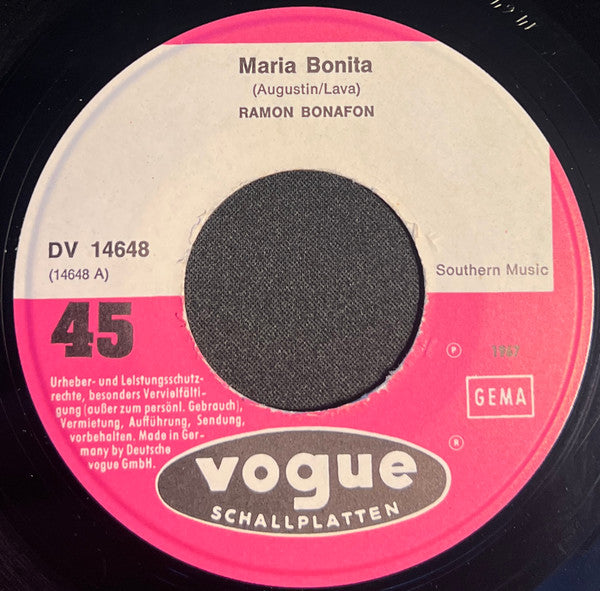 Maria Bonita
(Augustin/Lava)
RAMON BONAFON
DV 14648
(14648 A)
Southern Music
45
℗ 1967
GEMA
Urheber- und Leistungsschutz-
rechte, besonders Vervielfälti-
gung (außer zum persönl. Gebrauch),
Vermietung, Aufführung, Sendung,
vorbehalten. Made in Ger-
many by Deutsche
vogue GmbH.
®
vogue
SCHALLPLATTEN